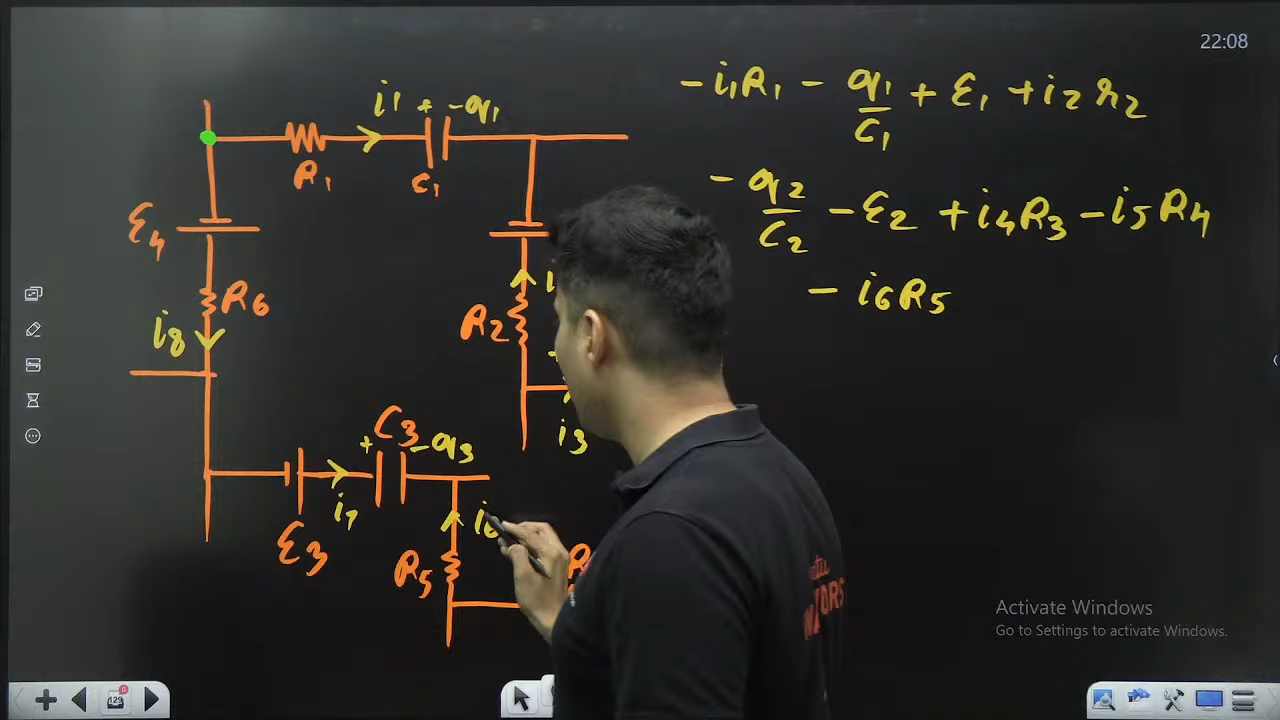 22:08
-i1R1 - q1/C1 + ε1 + i2r2
- q2/C2 - ε2 + i4R3 - i5R4
- i6R5
i1 + - q1
R1 C1
ε4
R6
i8
R2
i3
C3
+ - q3
i7
ε3
i6
R5
Activate Windows
Go to Settings to activate Windows.